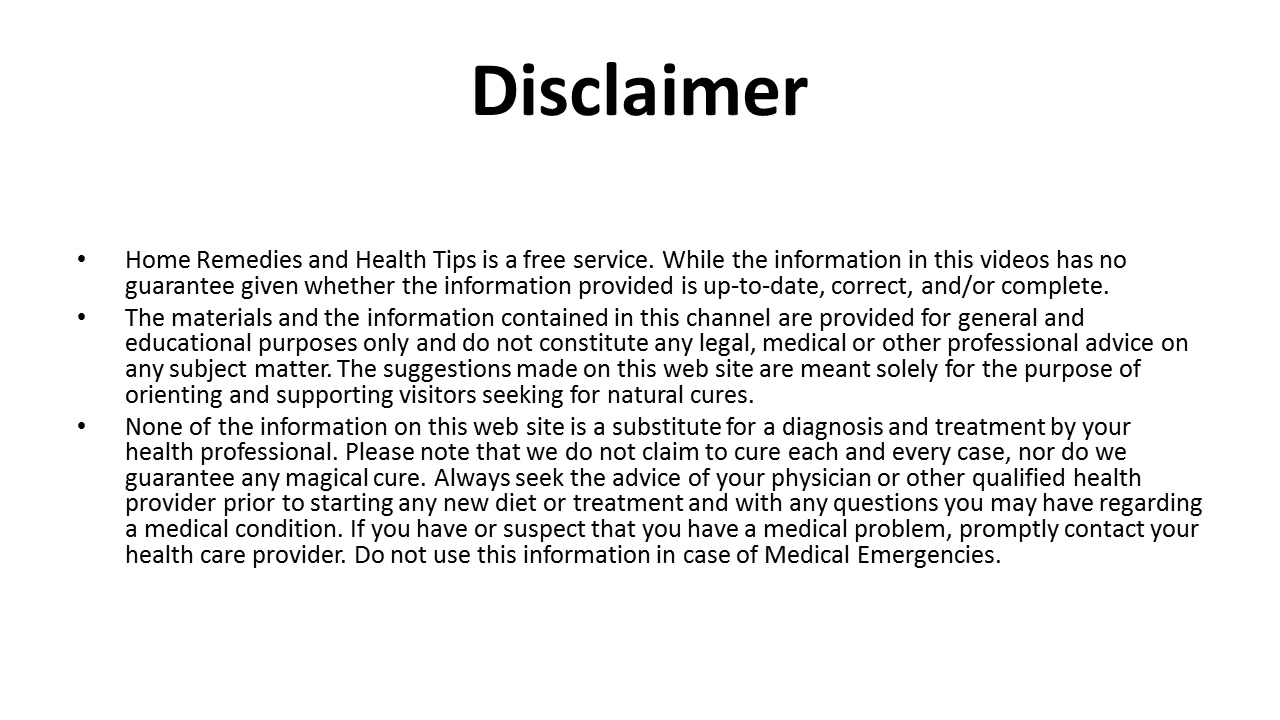 Disclaimer
• Home Remedies and Health Tips is a free service. While the information in this videos has no
guarantee given whether the information provided is up-to-date, correct, and/or complete.
• The materials and the information contained in this channel are provided for general and
educational purposes only and do not constitute any legal, medical or other professional advice on
any subject matter. The suggestions made on this web site are meant solely for the purpose of
orienting and supporting visitors seeking for natural cures.
• None of the information on this web site is a substitute for a diagnosis and treatment by your
health professional. Please note that we do not claim to cure each and every case, nor do we
guarantee any magical cure. Always seek the advice of your physician or other qualified health
provider prior to starting any new diet or treatment and with any questions you may have regarding
a medical condition. If you have or suspect that you have a medical problem, promptly contact your
health care provider. Do not use this information in case of Medical Emergencies.